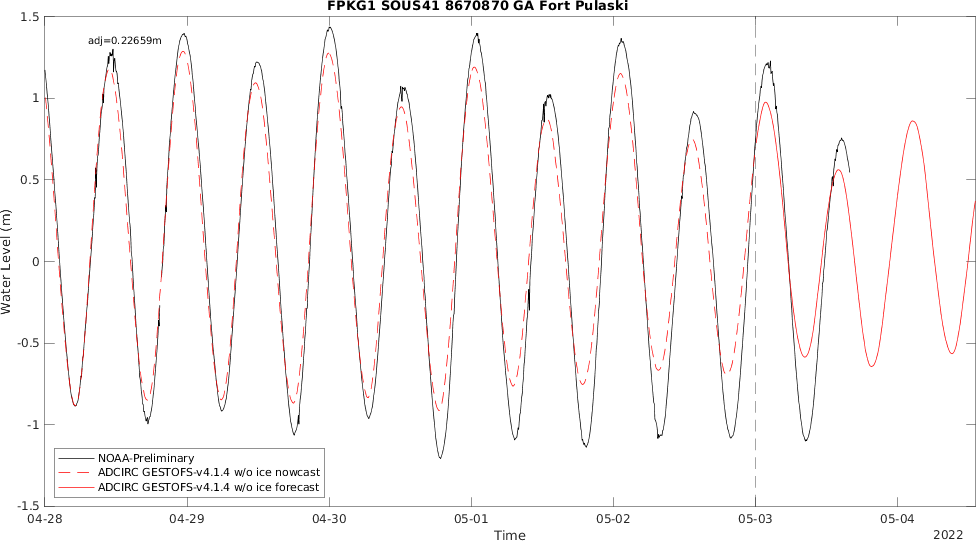 FPKG1 SOUS41 8670870 GA Fort Pulaski
adj=0.22659m
1.5
1
0.5
0
-0.5
-1
-1.5
Water Level (m)
NOAA-Preliminary
ADCIRC GESTOFS-v4.1.4 w/o ice nowcast
ADCIRC GESTOFS-v4.1.4 w/o ice forecast
04-28 04-29 04-30 05-01 05-02 05-03 05-04
Time
2022